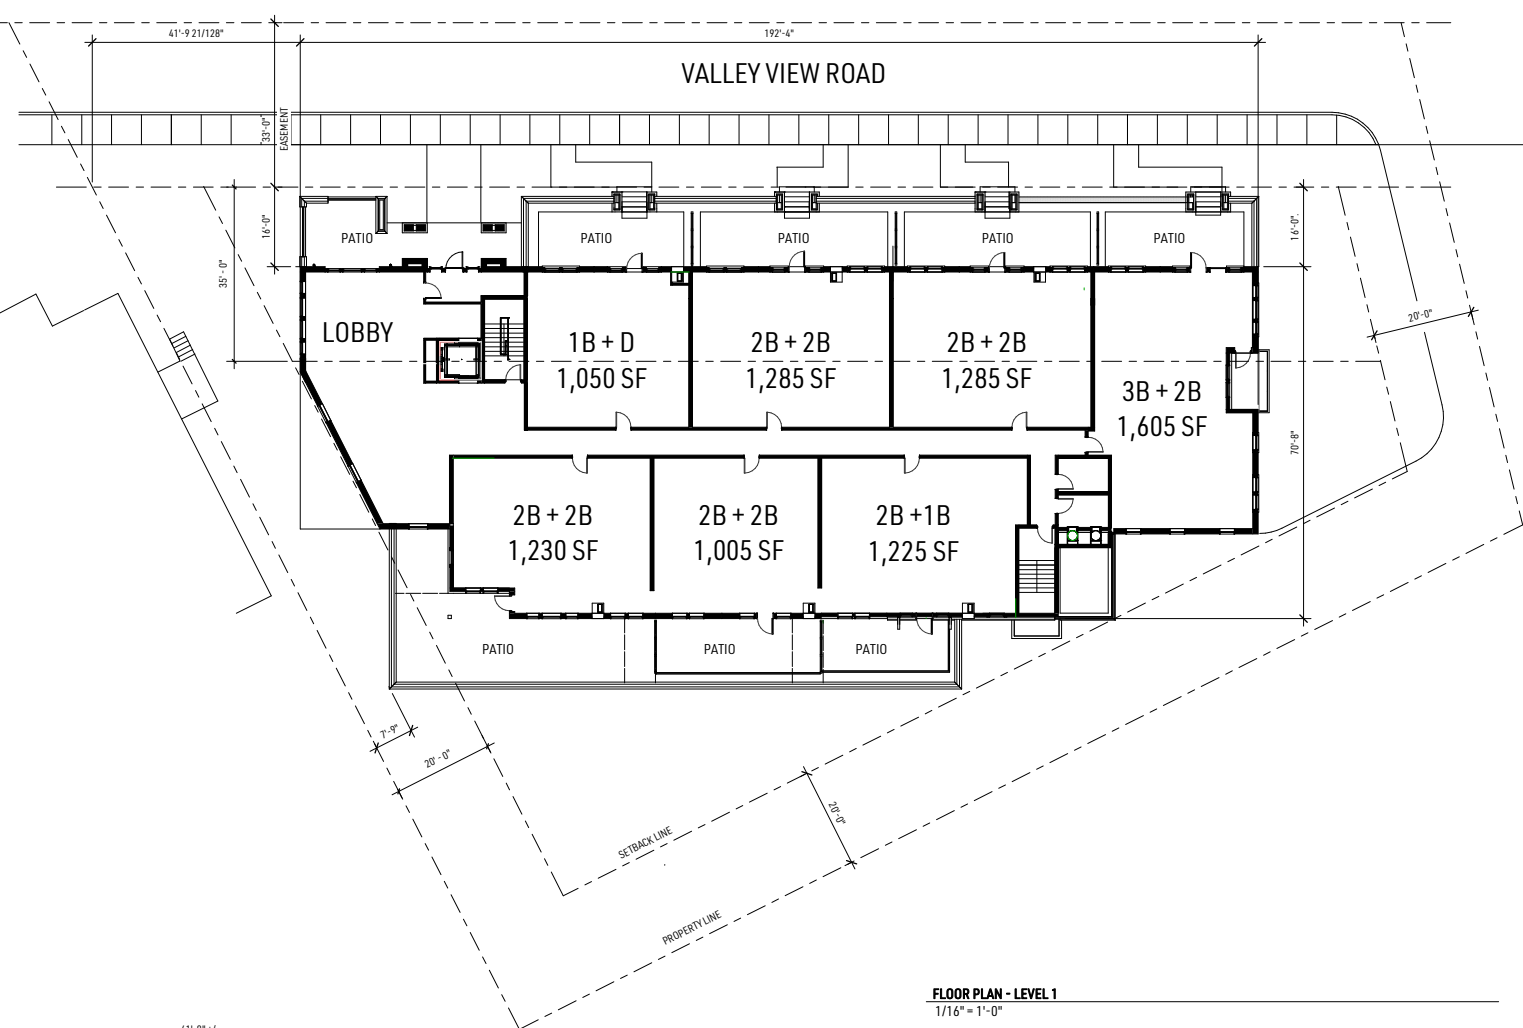 41'-9 21/128"
192'-4"
VALLEY VIEW ROAD
33'-0"
EASEMENT
16'-0"
35' - 0"
16'-0".
PATIO
PATIO
PATIO
PATIO
PATIO
LOBBY
1B + D
1,050 SF
2B + 2B
1,285 SF
2B + 2B
1,285 SF
3B + 2B
1,605 SF
20'-0"
70'-8"
2B + 2B
1,230 SF
2B + 2B
1,005 SF
2B +1B
1,225 SF
PATIO
PATIO
PATIO
7'-9"
20' - 0"
20'-0"
SETBACK LINE
PROPERTY LINE
FLOOR PLAN - LEVEL 1
1/16" = 1'-0"